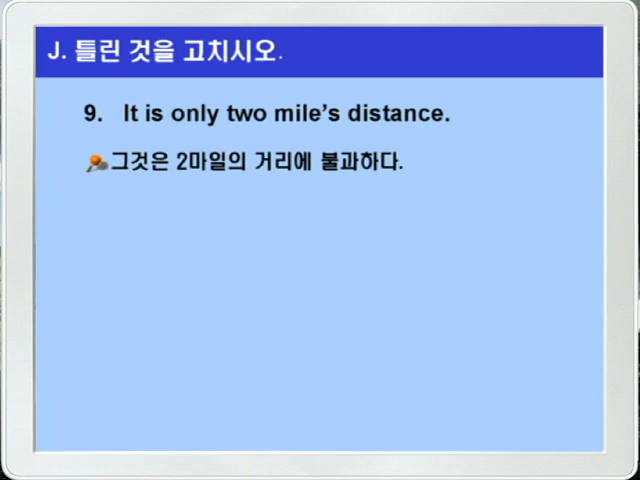 J. 틀린 것을 고치시오.
9. It is only two mile's distance.
그것은 2마일의 거리에 불과하다.